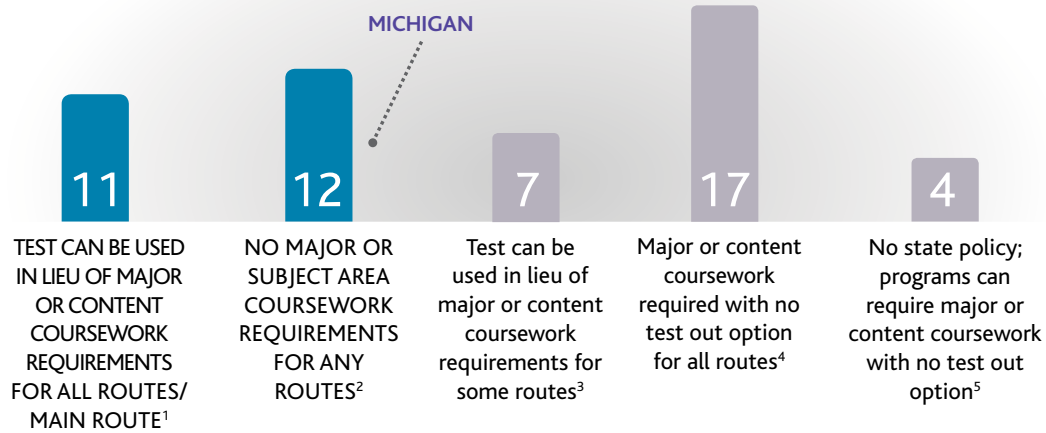 MICHIGAN
11
12
7
17
4
TEST CAN BE USED
IN LIEU OF MAJOR
OR CONTENT
COURSEWORK
REQUIREMENTS
FOR ALL ROUTES/
MAIN ROUTE1
NO MAJOR OR
SUBJECT AREA
COURSEWORK
REQUIREMENTS
FOR ANY
ROUTES2
Test can be
used in lieu of
major or content
coursework
requirements for
some routes3
Major or content
coursework
required with no
test out option
for all routes4
No state policy;
programs can
require major or
content coursework
with no test out
option5